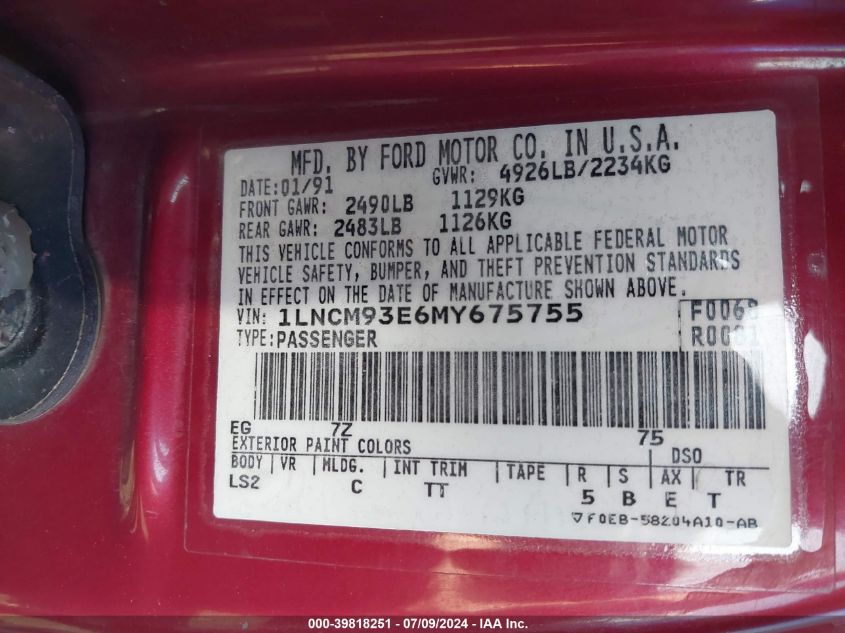 MFD. BY FORD MOTOR CO. IN U.S.A.
DATE: 01/91 GVWR: 4926LB/2234KG
FRONT GAWR: 2490LB 1129KG
REAR GAWR: 2483LB 1126KG
THIS VEHICLE CONFORMS TO ALL APPLICABLE FEDERAL MOTOR
VEHICLE SAFETY, BUMPER, AND THEFT PREVENTION STANDARDS
IN EFFECT ON THE DATE OF MANUFACTURE SHOWN ABOVE.
VIN: 1LNCM93E6MY675755 F006
TYPE: PASSENGER R0001
EG 7Z 75
EXTERIOR PAINT COLORS DSO
BODY VR MLDG. INT TRIM TAPE R S AX TR
LS2 C TT 5 B E T
▽F0EB-58204A10-AB
000-39818251 - 07/09/2024 - IAA Inc.